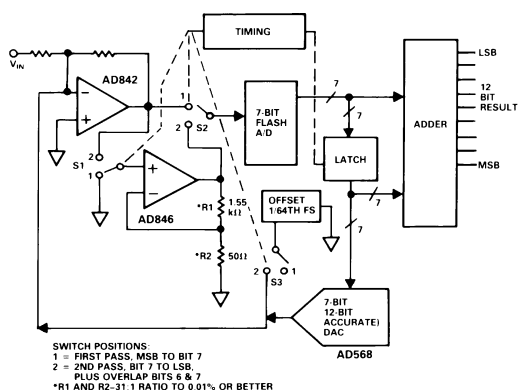 TIMING
VIN
AD842
1
S2
2
7-BIT
FLASH
A/D
7
7
LATCH
7
7
ADDER
LSB
12
BIT
RESULT
MSB
2
S1
1
AD846
*R1
1.55
kΩ
*R2
50Ω
OFFSET
1/64TH FS
2
1
S3
7-BIT
12-BIT
ACCURATE)
DAC
AD568
SWITCH POSITIONS:
1 = FIRST PASS, MSB TO BIT 7
2 = 2ND PASS, BIT 7 TO LSB,
PLUS OVERLAP BITS 6 & 7
*R1 AND R2-31:1 RATIO TO 0.01% OR BETTER